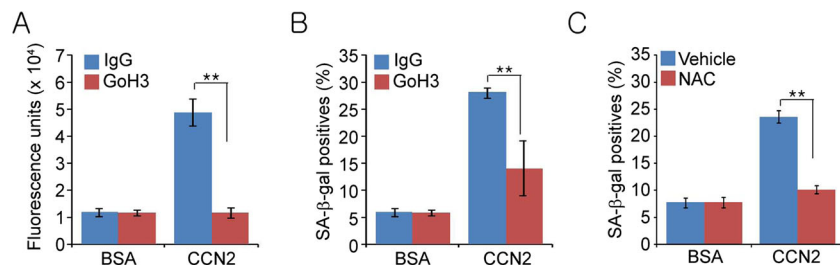 A
Fluorescence units (x 10⁴)
7
6
5
4
3
2
1
0
IgG
GoH3
**
BSA
CCN2
B
SA-β-gal positives (%)
35
30
25
20
15
10
5
0
IgG
GoH3
**
BSA
CCN2
C
SA-β-gal positives (%)
35
30
25
20
15
10
5
0
Vehicle
NAC
**
BSA
CCN2